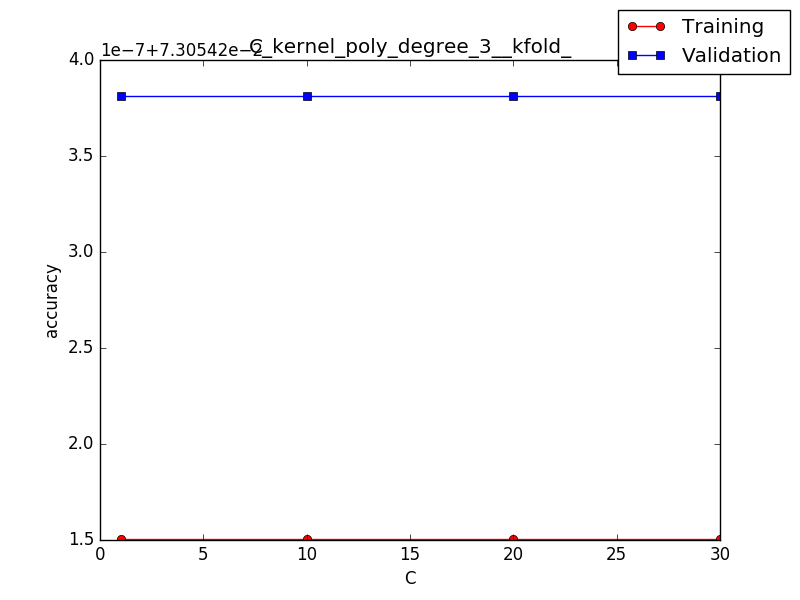 1e−7+7.30542e−2
C_kernel_poly_degree_3__kfold_
Training
Validation
4.0
3.5
3.0
2.5
2.0
1.5
accuracy
0 5 10 15 20 25 30
C